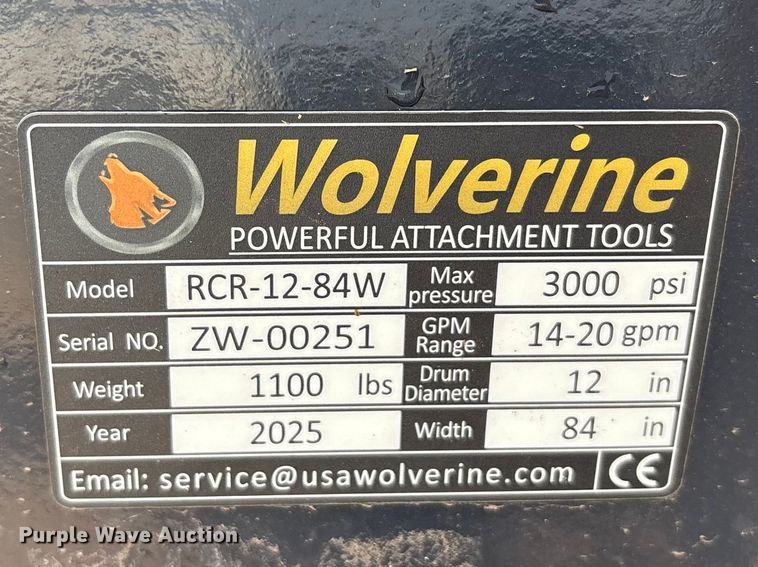 Wolverine
POWERFUL ATTACHMENT TOOLS
Model RCR-12-84W Max pressure 3000 psi
Serial NO. ZW-00251 GPM Range 14-20 gpm
Weight 1100 lbs Drum Diameter 12 in
Year 2025 Width 84 in
Email: service@usawolverine.com CE
Purple Wave Auction